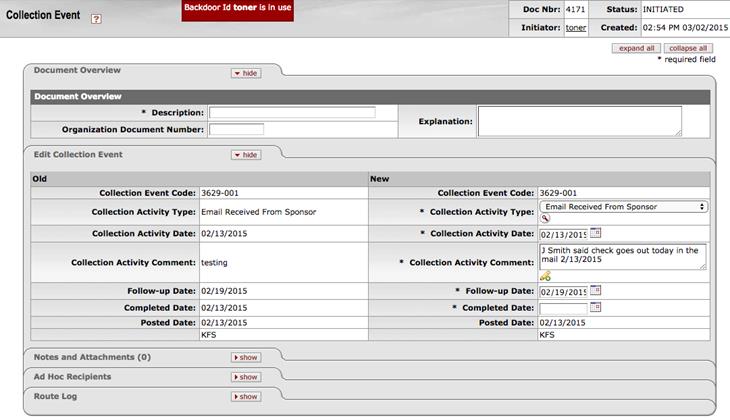 Collection Event ?
Backdoor Id toner is in use
Doc Nbr: 4171 Status: INITIATED
Initiator: toner Created: 02:54 PM 03/02/2015
expand all collapse all
* required field
Document Overview hide
Document Overview
* Description: Explanation:
Organization Document Number:
Edit Collection Event hide
Old New
Collection Event Code: 3629-001 Collection Event Code: 3629-001
Collection Activity Type: Email Received From Sponsor * Collection Activity Type: Email Received From Sponsor
Collection Activity Date: 02/13/2015 * Collection Activity Date: 02/13/2015
Collection Activity Comment: testing * Collection Activity Comment: J Smith said check goes out today in the
mail 2/13/2015
Follow-up Date: 02/19/2015 * Follow-up Date: 02/19/2015
Completed Date: 02/13/2015 * Completed Date:
Posted Date: 02/13/2015 Posted Date: 02/13/2015
KFS KFS
Notes and Attachments (0) show
Ad Hoc Recipients show
Route Log show